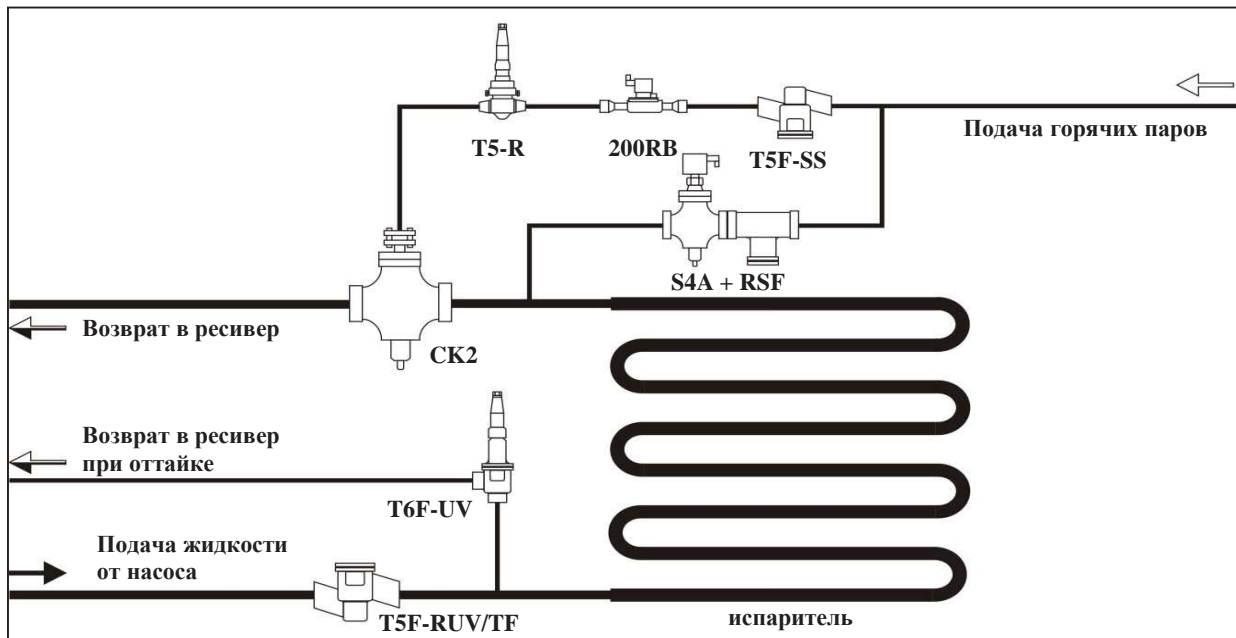 Подача горячих паров
T5-R
200RB
T5F-SS
S4A + RSF
Возврат в ресивер
CK2
Возврат в ресивер
при оттайке
T6F-UV
Подача жидкости
от насоса
T5F-RUV/TF
испаритель